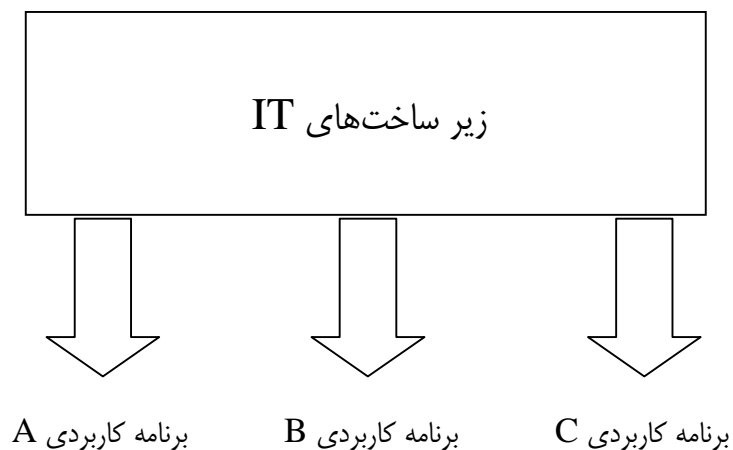 زیر ساخت‌های IT
برنامه کاربردی A
برنامه کاربردی B
برنامه کاربردی C